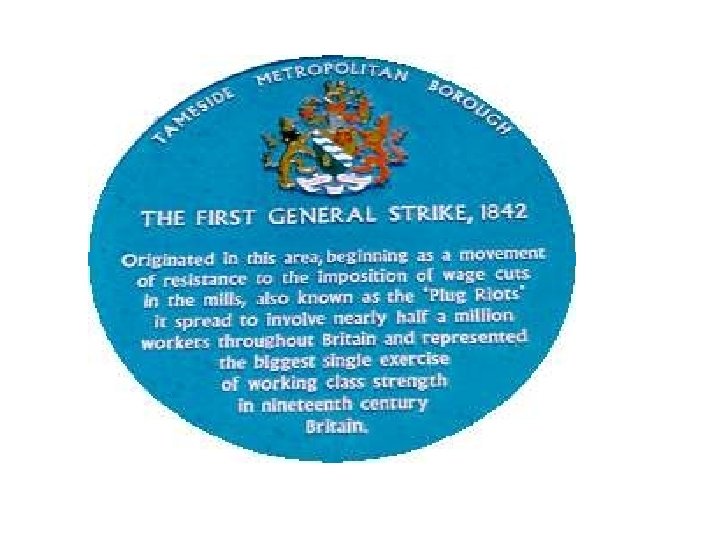 TAMESIDE METROPOLITAN BOROUGH
THE FIRST GENERAL STRIKE, 1842
Originated in this area, beginning as a movement
of resistance to the imposition of wage cuts
in the mills, also known as the 'Plug Riots'
it spread to involve nearly half a million
workers throughout Britain and represented
the biggest single exercise
of working class strength
in nineteenth century
Britain.